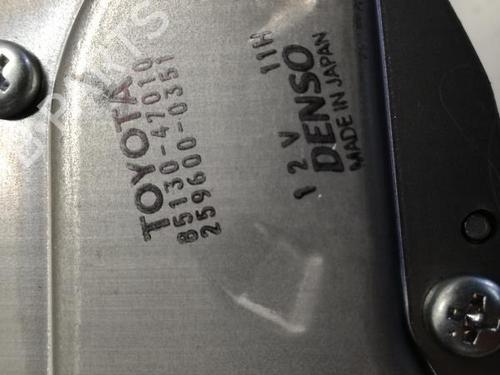 TOYOTA
85130-47010
259600-0351
12V 11H
DENSO
MADE IN JAPAN